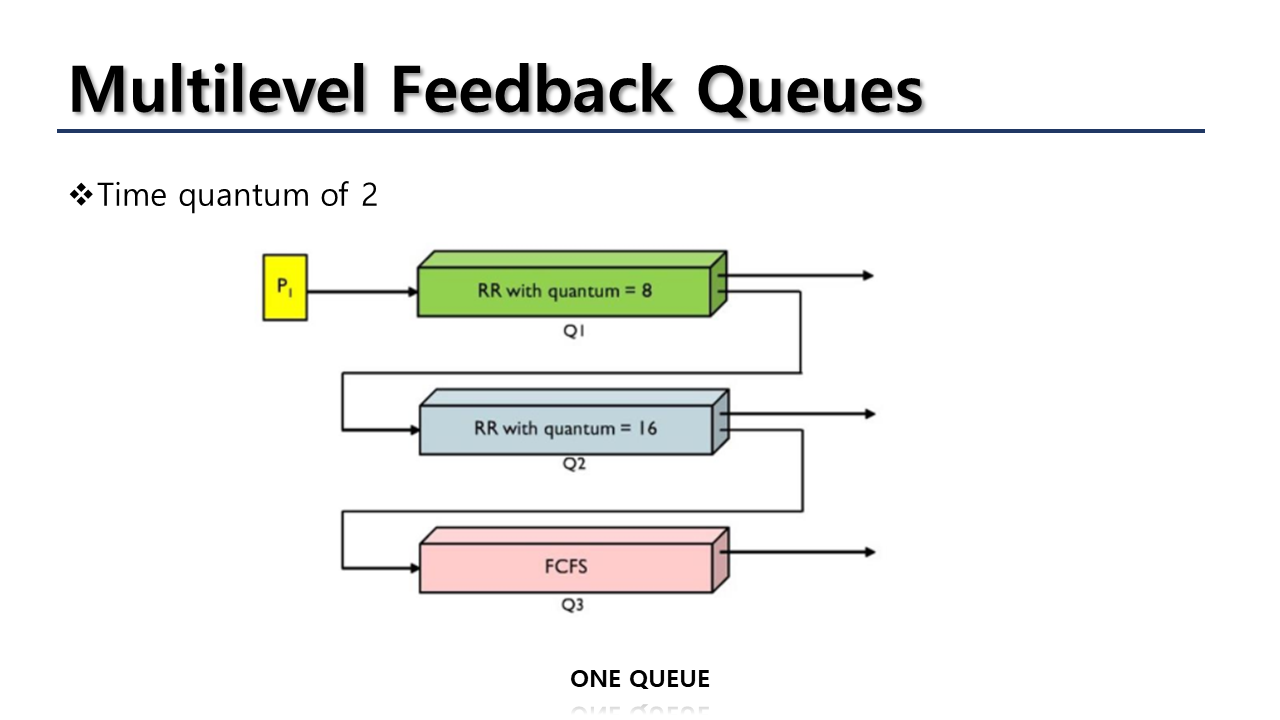 Multilevel Feedback Queues
❖Time quantum of 2
P1
RR with quantum = 8
Q1
RR with quantum = 16
Q2
FCFS
Q3
ONE QUEUE